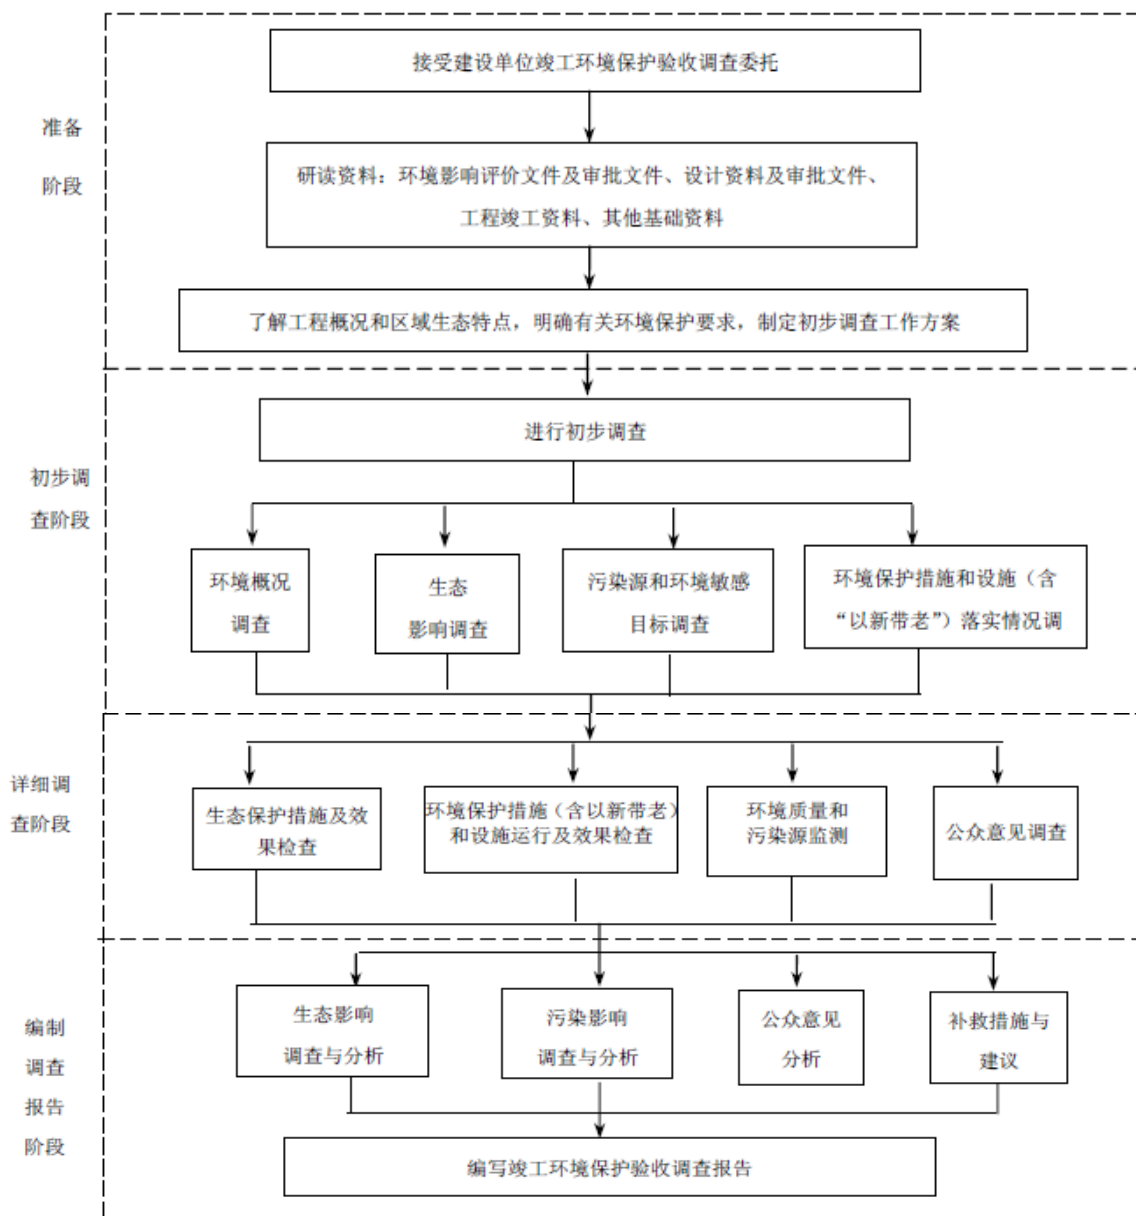 接受建设单位竣工环境保护验收调查委托
准备
阶段
研读资料：环境影响评价文件及审批文件、设计资料及审批文件、
工程竣工资料、其他基础资料
了解工程概况和区域生态特点，明确有关环境保护要求，制定初步调查工作方案
进行初步调查
初步调
查阶段
环境概况
调查
生态
影响调查
污染源和环境敏感
目标调查
环境保护措施和设施（含
“以新带老”）落实情况调
详细调
查阶段
生态保护措施及效
果检查
环境保护措施（含以新带老）
和设施运行及效果检查
环境质量和
污染源监测
公众意见调查
编制
调查
报告
阶段
生态影响
调查与分析
污染影响
调查与分析
公众意见
分析
补救措施与
建议
编写竣工环境保护验收调查报告